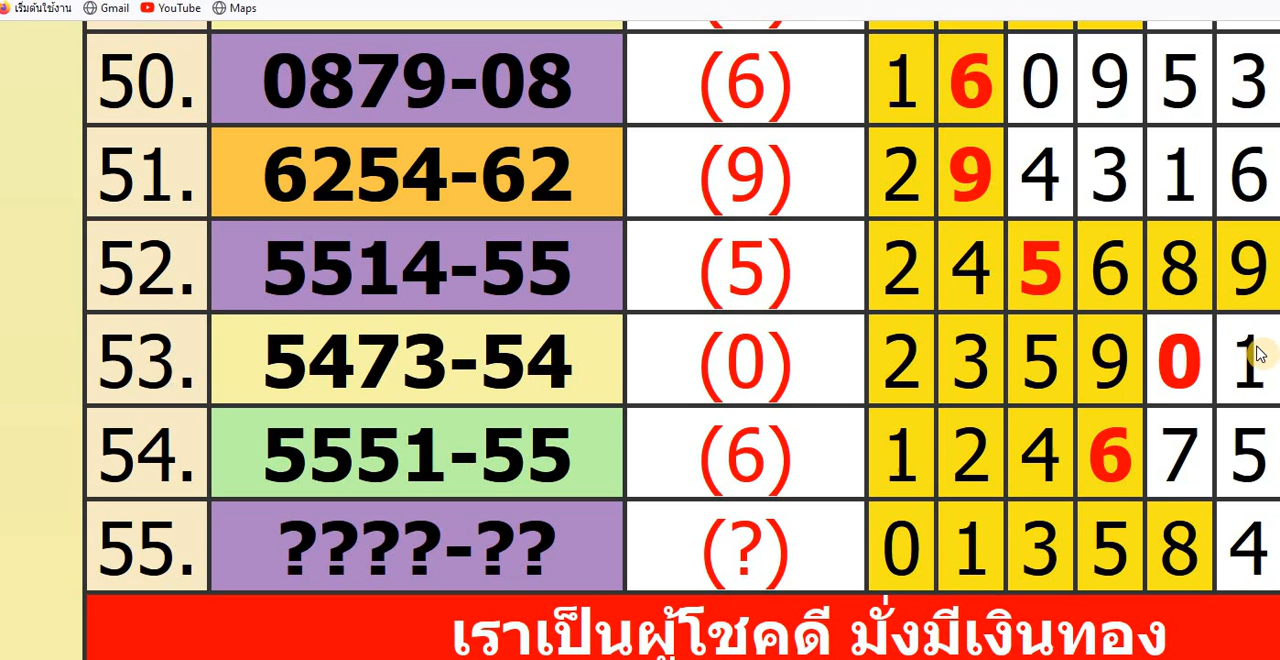 เริ่มต้นใช้งาน Gmail YouTube Maps
50. 0879-08 (6) 1 6 0 9 5 3
51. 6254-62 (9) 2 9 4 3 1 6
52. 5514-55 (5) 2 4 5 6 8 9
53. 5473-54 (0) 2 3 5 9 0 1
54. 5551-55 (6) 1 2 4 6 7 5
55. ????-?? (?) 0 1 3 5 8 4
เราเป็นผู้โชคดี มั่งมีเงินทอง